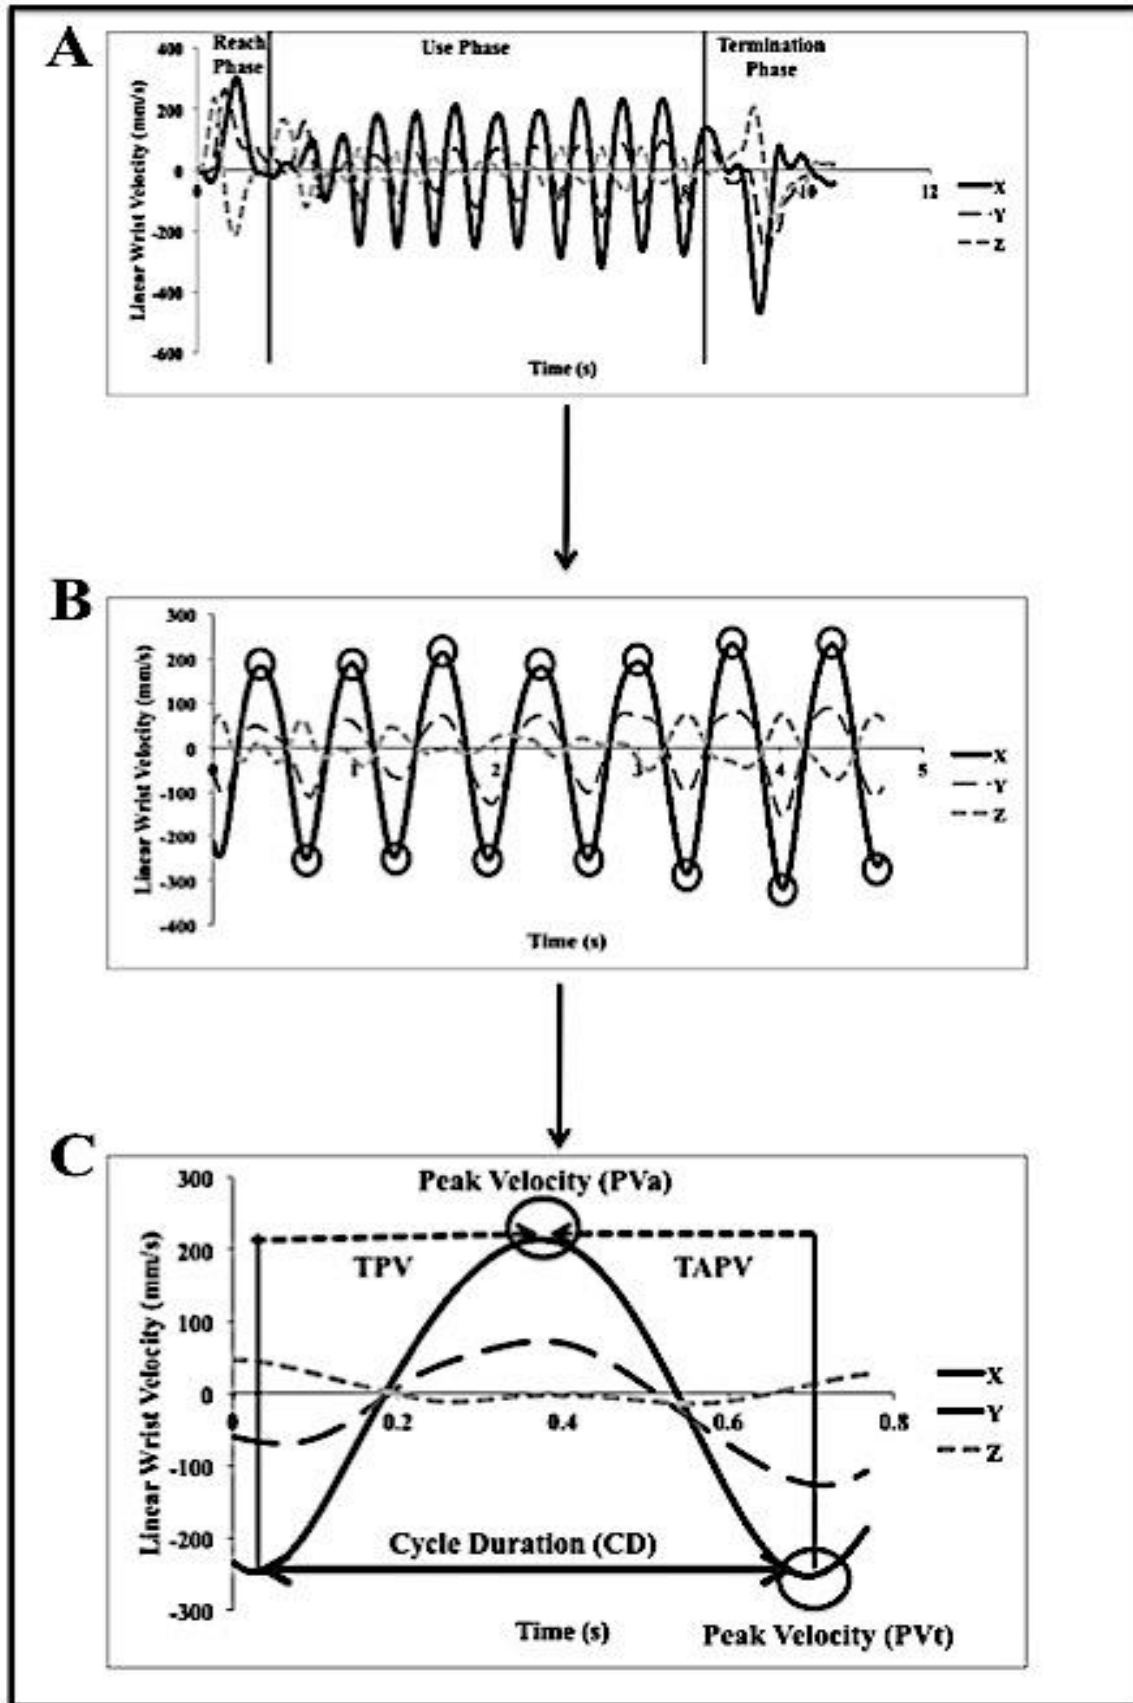 A
Reach Phase
Use Phase
Termination Phase
Linear Wrist Velocity (mm/s)
400
200
0
-200
-400
-600
0
6
8
10
12
X
Y
Z
Time (s)
B
Linear Wrist Velocity (mm/s)
300
200
100
0
-100
-200
-300
-400
0
1
2
3
4
5
X
Y
Z
Time (s)
C
Linear Wrist Velocity (mm/s)
300
200
100
0
-100
-200
-300
Peak Velocity (PVa)
TPV
TAPV
0
0.2
0.4
0.6
0.8
X
Y
Z
Cycle Duration (CD)
Time (s)
Peak Velocity (PVt)